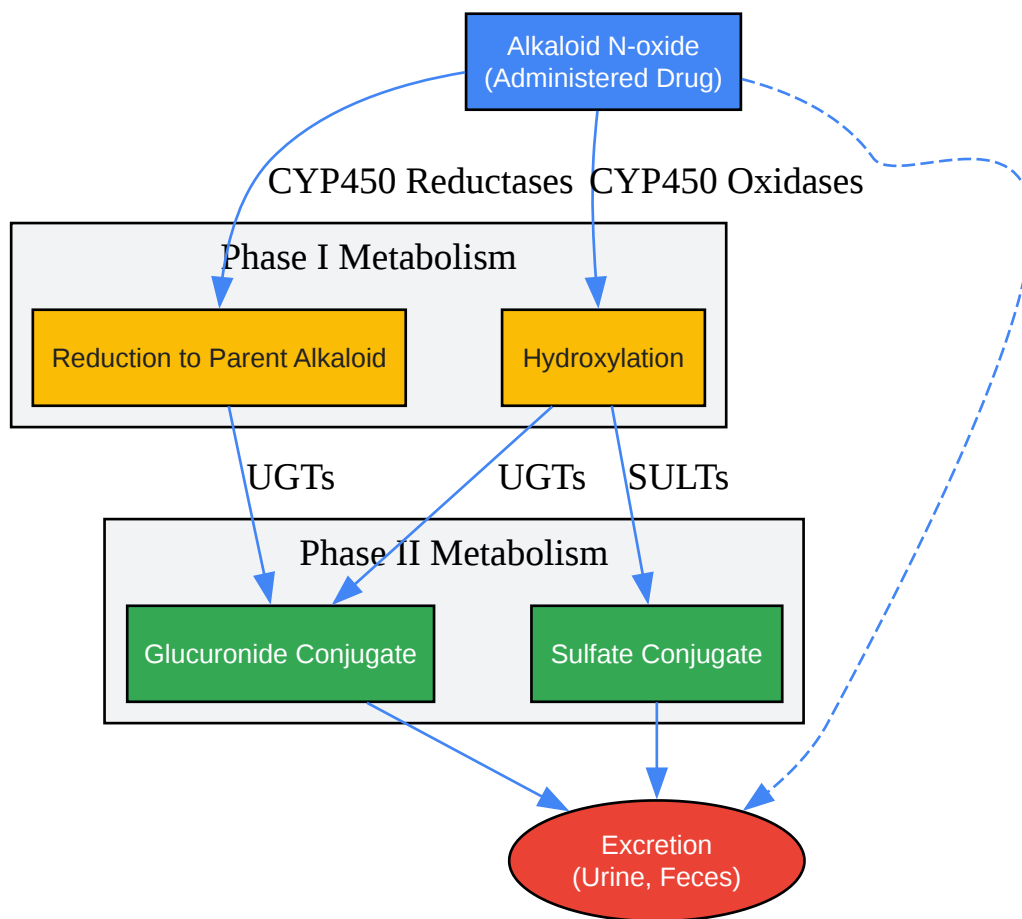 Alkaloid N-oxide
(Administered Drug)
CYP450 Reductases
CYP450 Oxidases
Phase I Metabolism
Reduction to Parent Alkaloid
Hydroxylation
UGTs
UGTs
SULTs
Phase II Metabolism
Glucuronide Conjugate
Sulfate Conjugate
Excretion
(Urine, Feces)